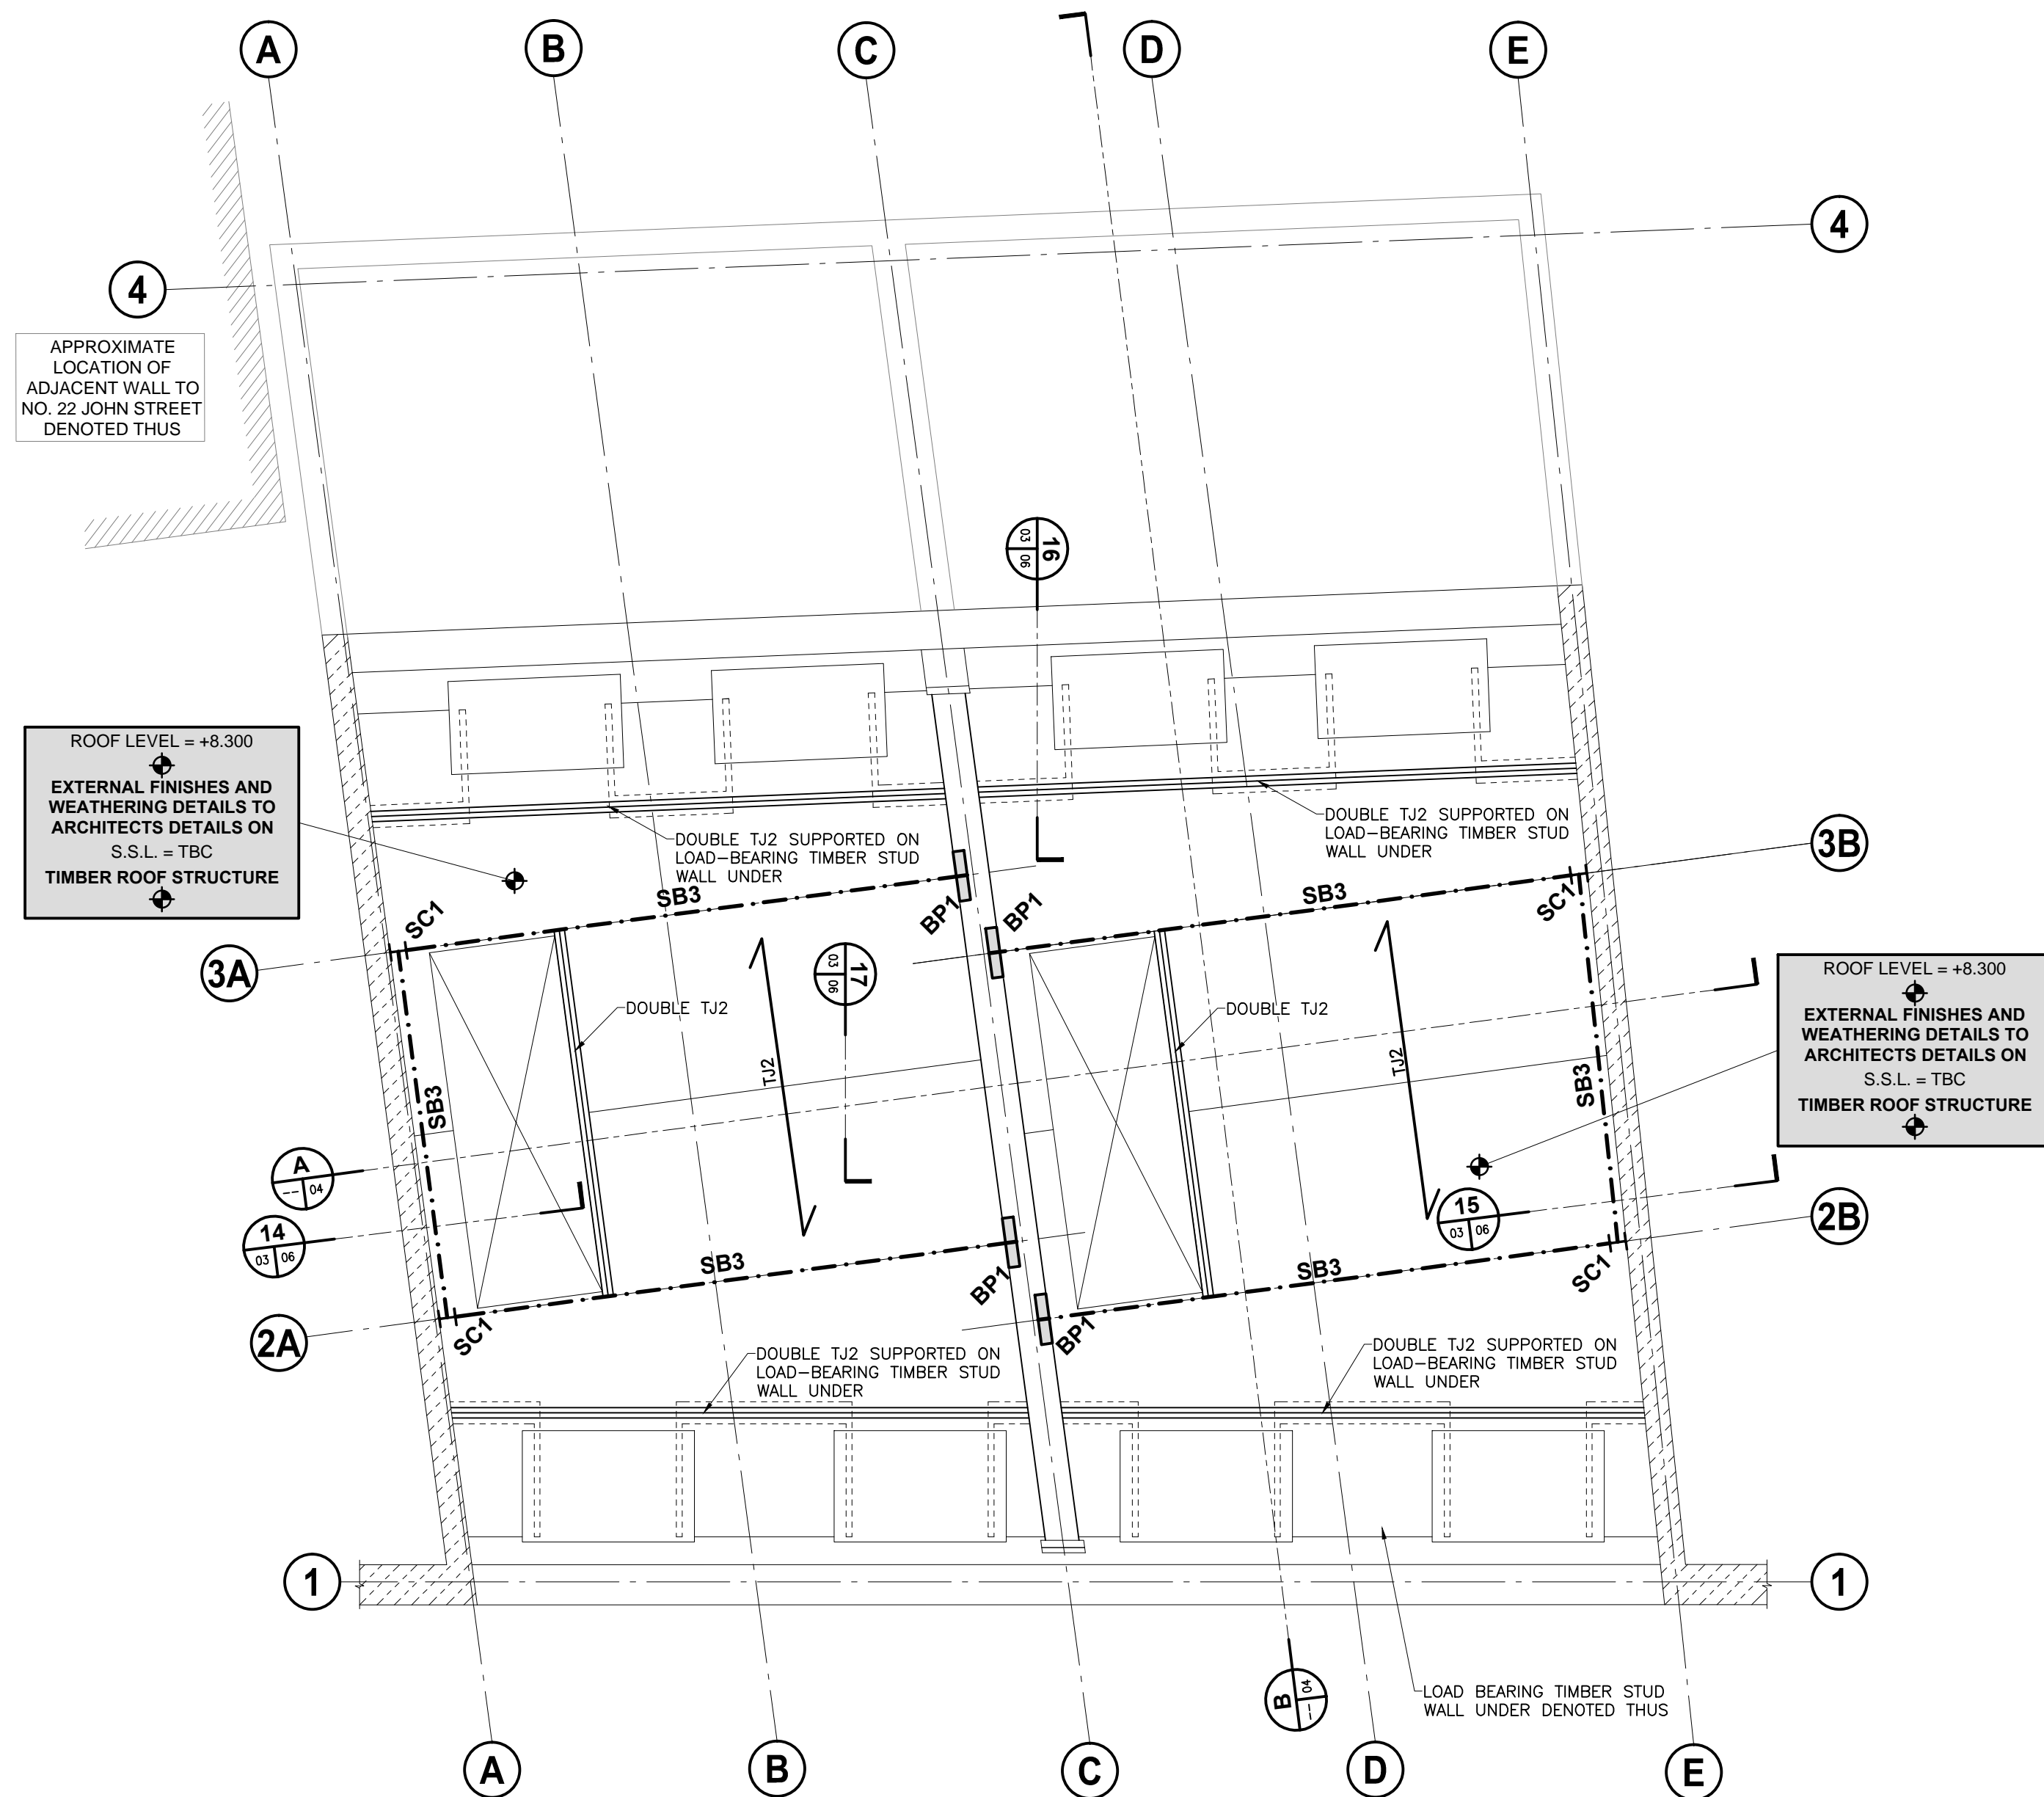 A
B
C
D
E
4
4
APPROXIMATE
LOCATION OF
ADJACENT WALL TO
NO. 22 JOHN STREET
DENOTED THUS
16
03 06
ROOF LEVEL = +8.300
EXTERNAL FINISHES AND
WEATHERING DETAILS TO
ARCHITECTS DETAILS ON
S.S.L. = TBC
TIMBER ROOF STRUCTURE
DOUBLE TJ2 SUPPORTED ON
LOAD-BEARING TIMBER STUD
WALL UNDER
DOUBLE TJ2 SUPPORTED ON
LOAD-BEARING TIMBER STUD
WALL UNDER
3B
SB3
SB3
SC1
SC1
BP1
BP1
3A
17
03 06
DOUBLE TJ2
DOUBLE TJ2
TJ2
TJ2
SB3
SB3
ROOF LEVEL = +8.300
EXTERNAL FINISHES AND
WEATHERING DETAILS TO
ARCHITECTS DETAILS ON
S.S.L. = TBC
TIMBER ROOF STRUCTURE
A
-- 04
14
03 06
15
03 06
2B
SB3
SB3
BP1
BP1
SC1
SC1
2A
DOUBLE TJ2 SUPPORTED ON
LOAD-BEARING TIMBER STUD
WALL UNDER
DOUBLE TJ2 SUPPORTED ON
LOAD-BEARING TIMBER STUD
WALL UNDER
1
1
B
-- 04
LOAD BEARING TIMBER STUD
WALL UNDER DENOTED THUS
A
B
C
D
E